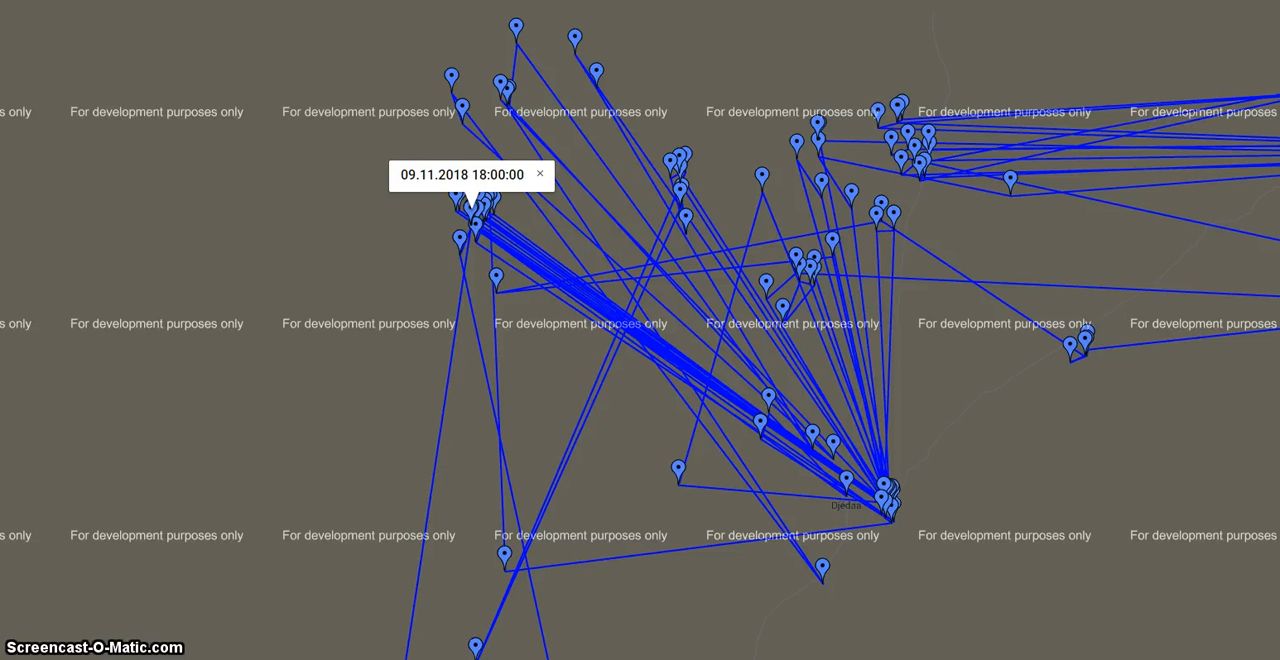 s only For development purposes only For development purposes only For development purposes only For development purposes only For development purposes only For development purposes
09.11.2018 18:00:00 ×
s only For development purposes only For development purposes only For development purposes only For development purposes only For development purposes only For development purposes
Djédaa
s only For development purposes only For development purposes only For development purposes only For development purposes only For development purposes only For development purposes
Screencast-O-Matic.com